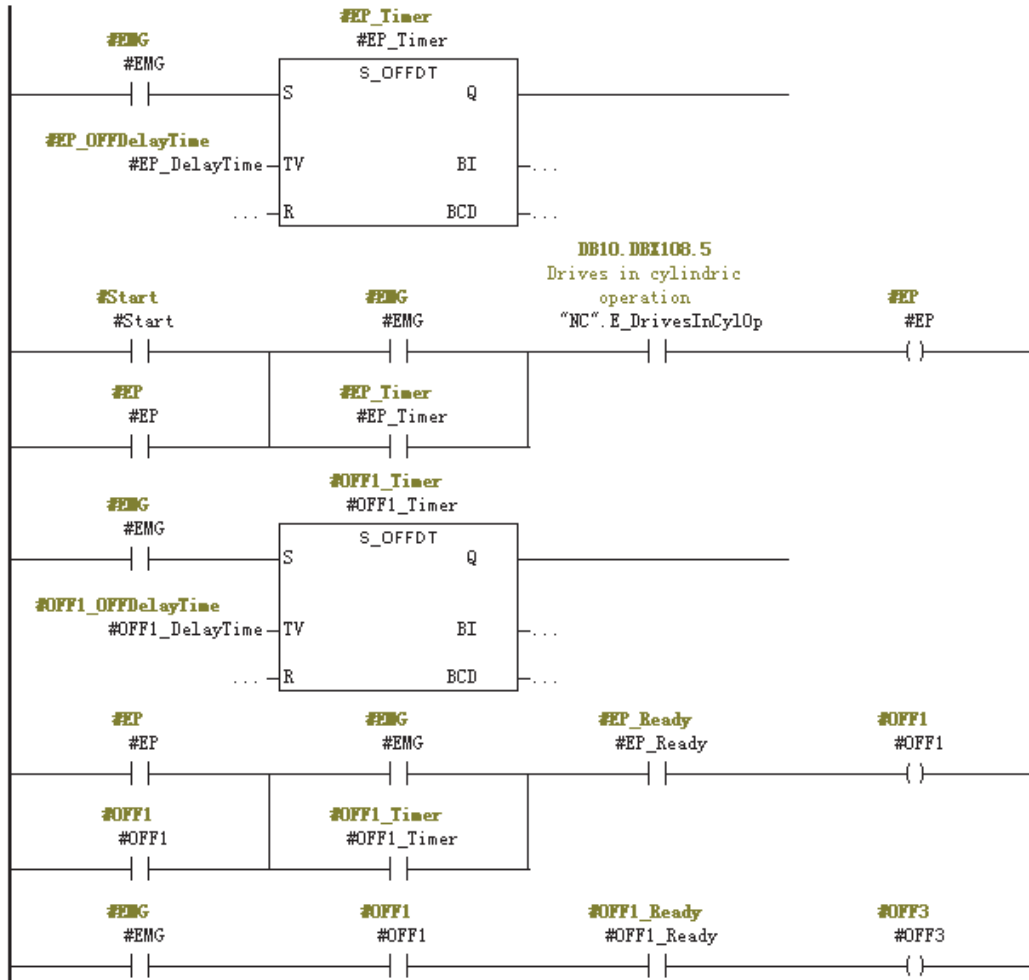 #EP_Timer
#EMG #EP_Timer
#EMG
S_OFFDT
S Q
#EP_OFFDelayTime
#EP_DelayTime TV BI ...
... R BCD ...
DB10.DBX108.5
Drives in cylindric
#Start #EMG operation #EP
#Start #EMG "NC".E_DrivesInCylOp #EP
( )
#EP #EP_Timer
#EP #EP_Timer
#OFF1_Timer
#EMG #OFF1_Timer
#EMG
S_OFFDT
S Q
#OFF1_OFFDelayTime
#OFF1_DelayTime TV BI ...
... R BCD ...
#EP #EMG #EP_Ready #OFF1
#EP #EMG #EP_Ready #OFF1
( )
#OFF1 #OFF1_Timer
#OFF1 #OFF1_Timer
#EMG #OFF1 #OFF1_Ready #OFF3
#EMG #OFF1 #OFF1_Ready #OFF3
( )